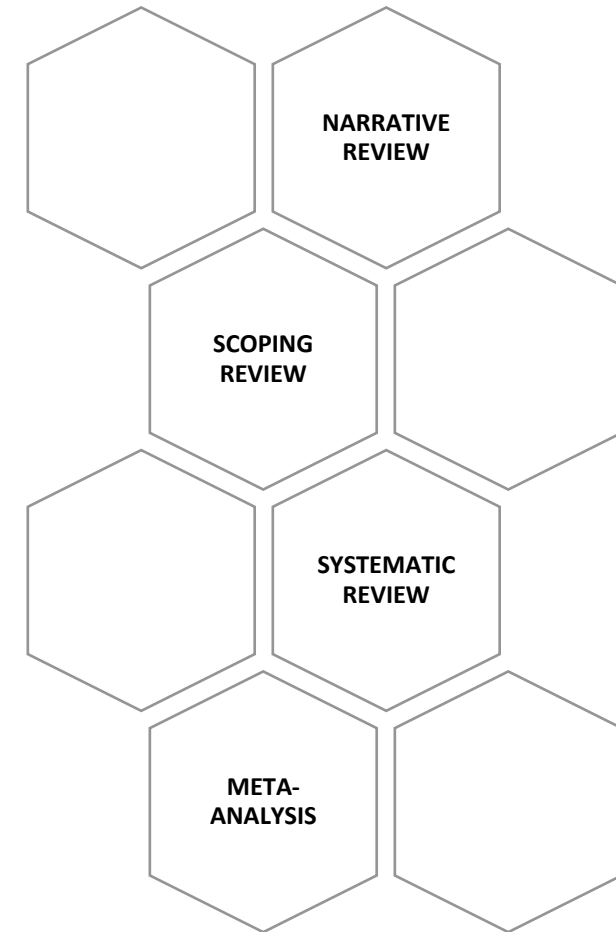 NARRATIVE
REVIEW
SCOPING
REVIEW
SYSTEMATIC
REVIEW
META-
ANALYSIS